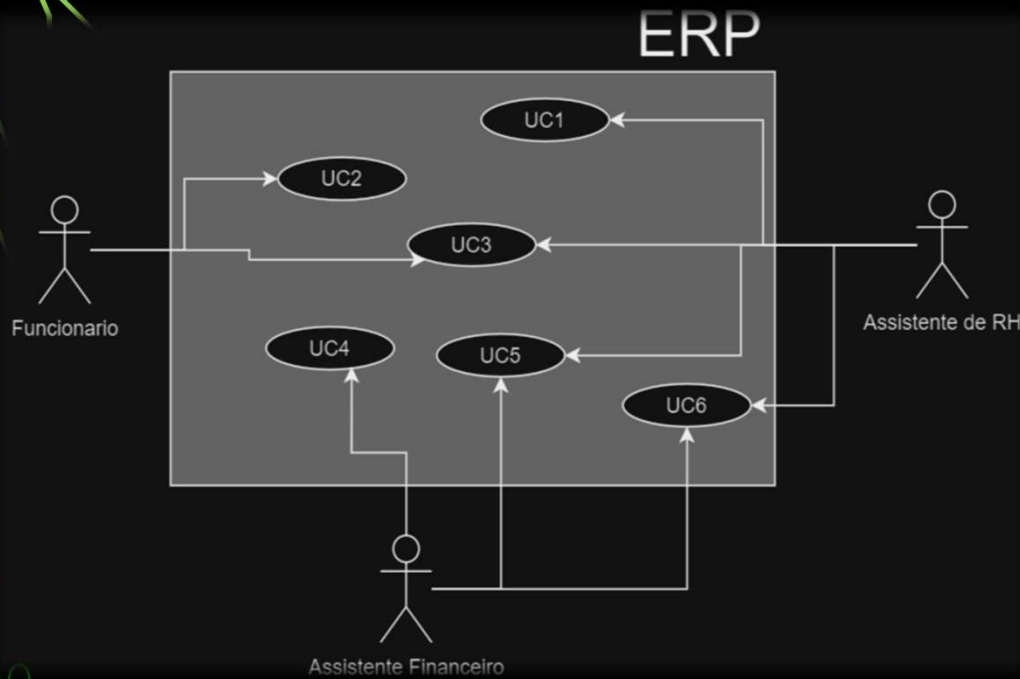 ERP
UC1
UC2
UC3
Funcionario
Assistente de RH
UC4
UC5
UC6
Assistente Financeiro